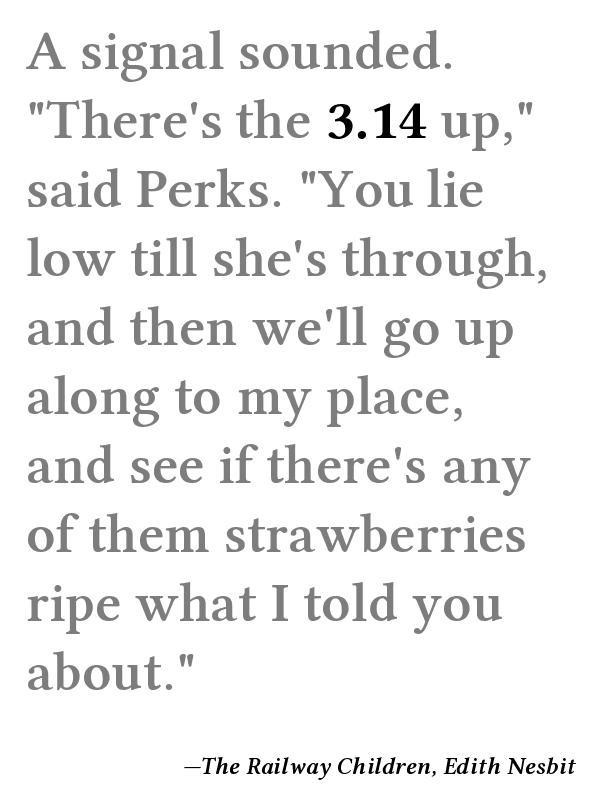 A signal sounded.
"There's the 3.14 up,"
said Perks. "You lie
low till she's through,
and then we'll go up
along to my place,
and see if there's any
of them strawberries
ripe what I told you
about."
—The Railway Children, Edith Nesbit